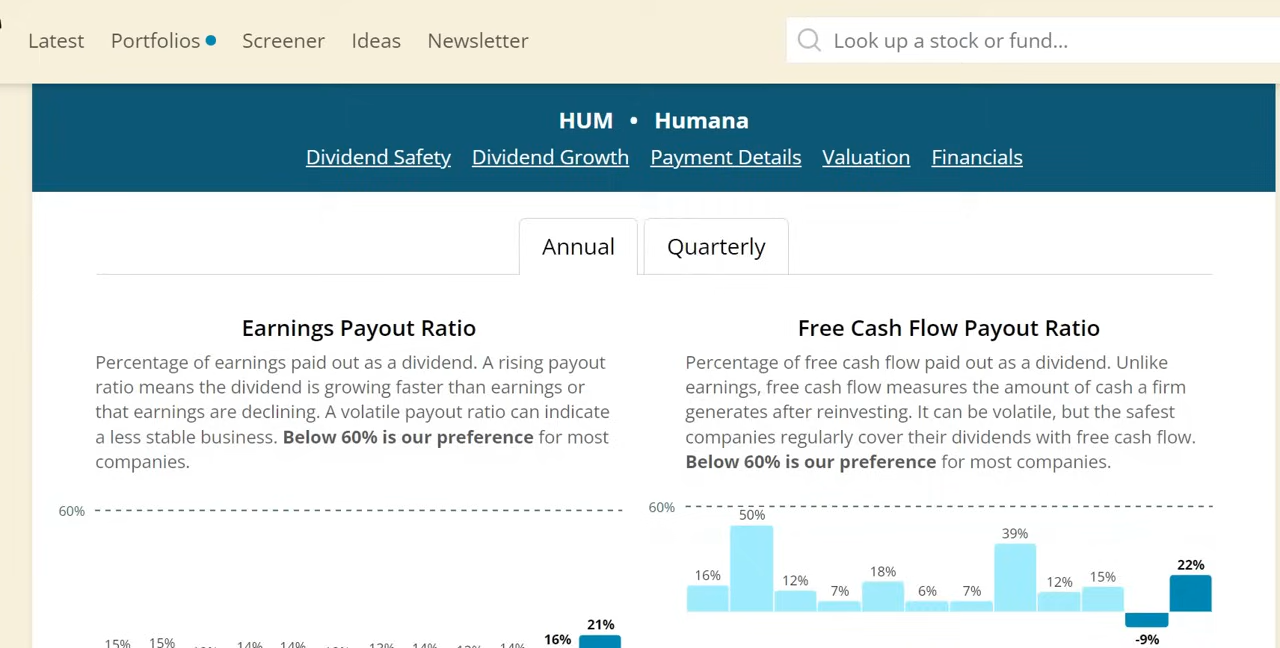 Latest Portfolios Screener Ideas Newsletter
Look up a stock or fund...
HUM • Humana
Dividend Safety Dividend Growth Payment Details Valuation Financials
Annual Quarterly
Earnings Payout Ratio
Percentage of earnings paid out as a dividend. A rising payout
ratio means the dividend is growing faster than earnings or
that earnings are declining. A volatile payout ratio can indicate
a less stable business. Below 60% is our preference for most
companies.
60%
15% 15% 14% 14% 14% 16% 21%
Free Cash Flow Payout Ratio
Percentage of free cash flow paid out as a dividend. Unlike
earnings, free cash flow measures the amount of cash a firm
generates after reinvesting. It can be volatile, but the safest
companies regularly cover their dividends with free cash flow.
Below 60% is our preference for most companies.
60%
16% 50% 12% 7% 18% 6% 7% 39% 12% 15% -9% 22%